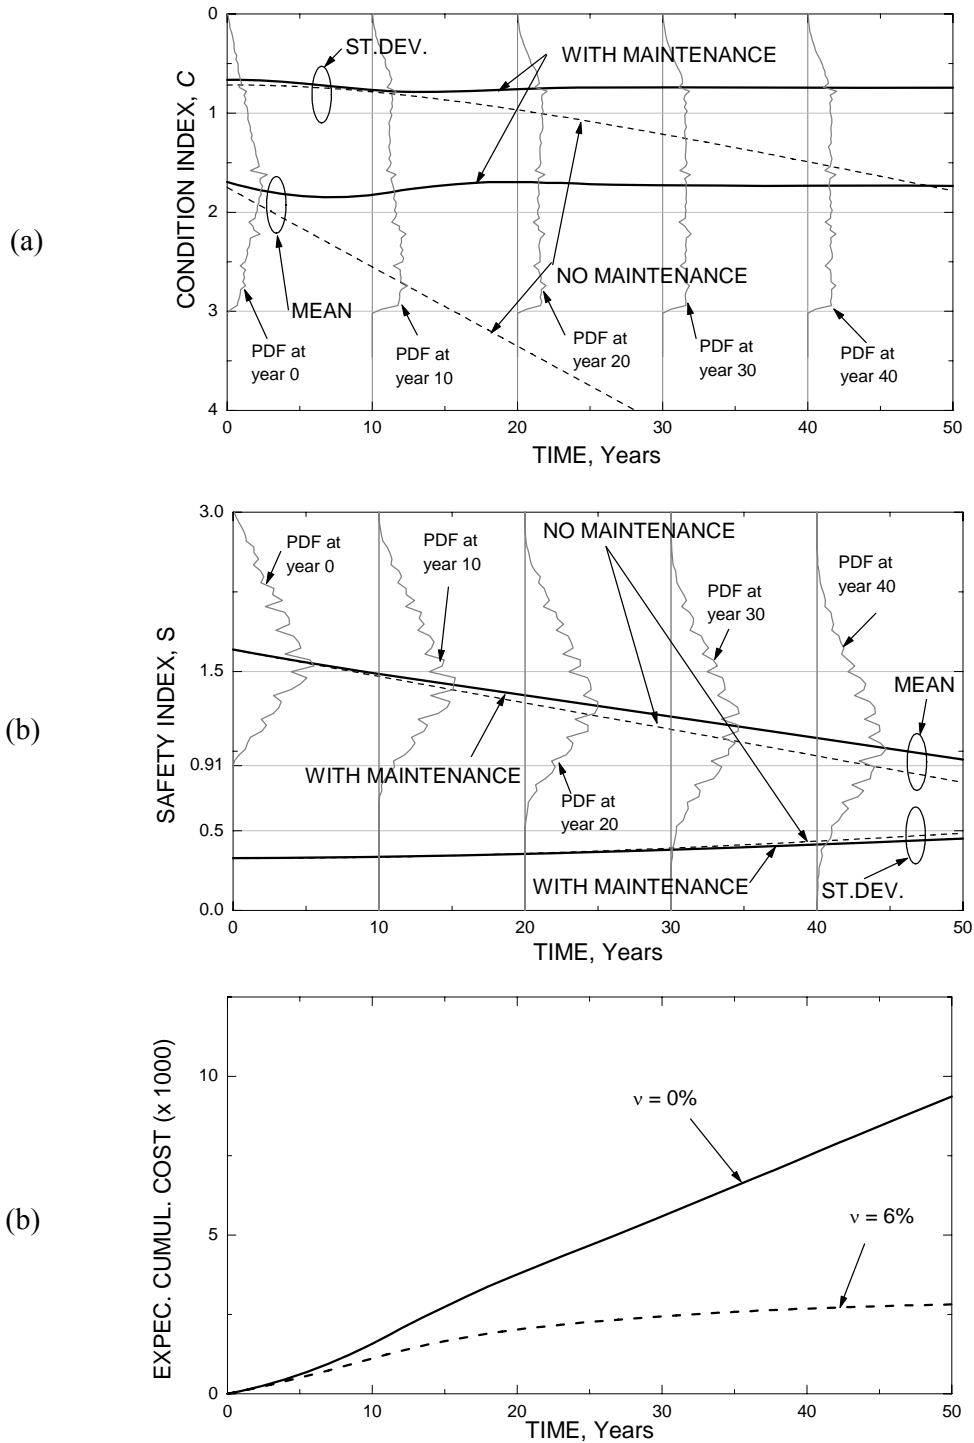 (a)
CONDITION INDEX, C
0
1
2
3
4
ST.DEV.
WITH MAINTENANCE
NO MAINTENANCE
MEAN
PDF at
year 0
PDF at
year 10
PDF at
year 20
PDF at
year 30
PDF at
year 40
0 10 20 30 40 50
TIME, Years
(b)
SAFETY INDEX, S
3.0
1.5
0.91
0.5
0.0
NO MAINTENANCE
PDF at
year 0
PDF at
year 10
PDF at
year 30
PDF at
year 40
MEAN
WITH MAINTENANCE
PDF at
year 20
WITH MAINTENANCE
ST.DEV.
0 10 20 30 40 50
TIME, Years
(b)
EXPEC. CUMUL. COST (x 1000)
10
5
0
ν = 0%
ν = 6%
0 10 20 30 40 50
TIME, Years